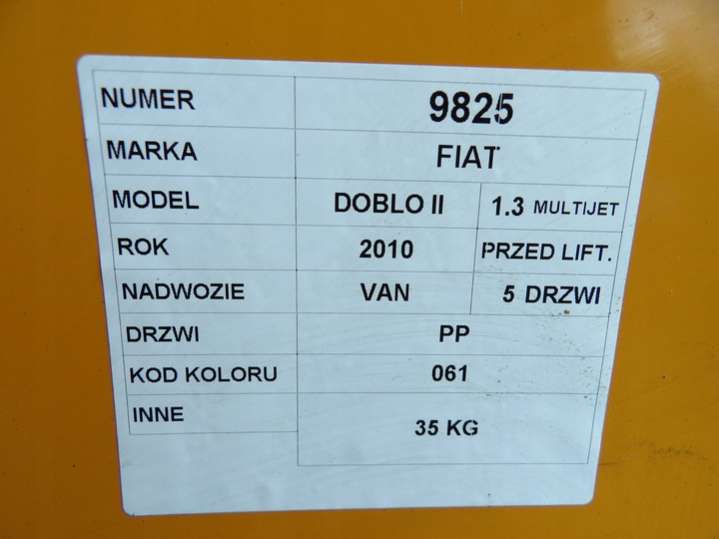 NUMER 9825
MARKA FIAT
MODEL DOBLO II 1.3 MULTIJET
ROK 2010 PRZED LIFT.
NADWOZIE VAN 5 DRZWI
DRZWI PP
KOD KOLORU 061
INNE 35 KG